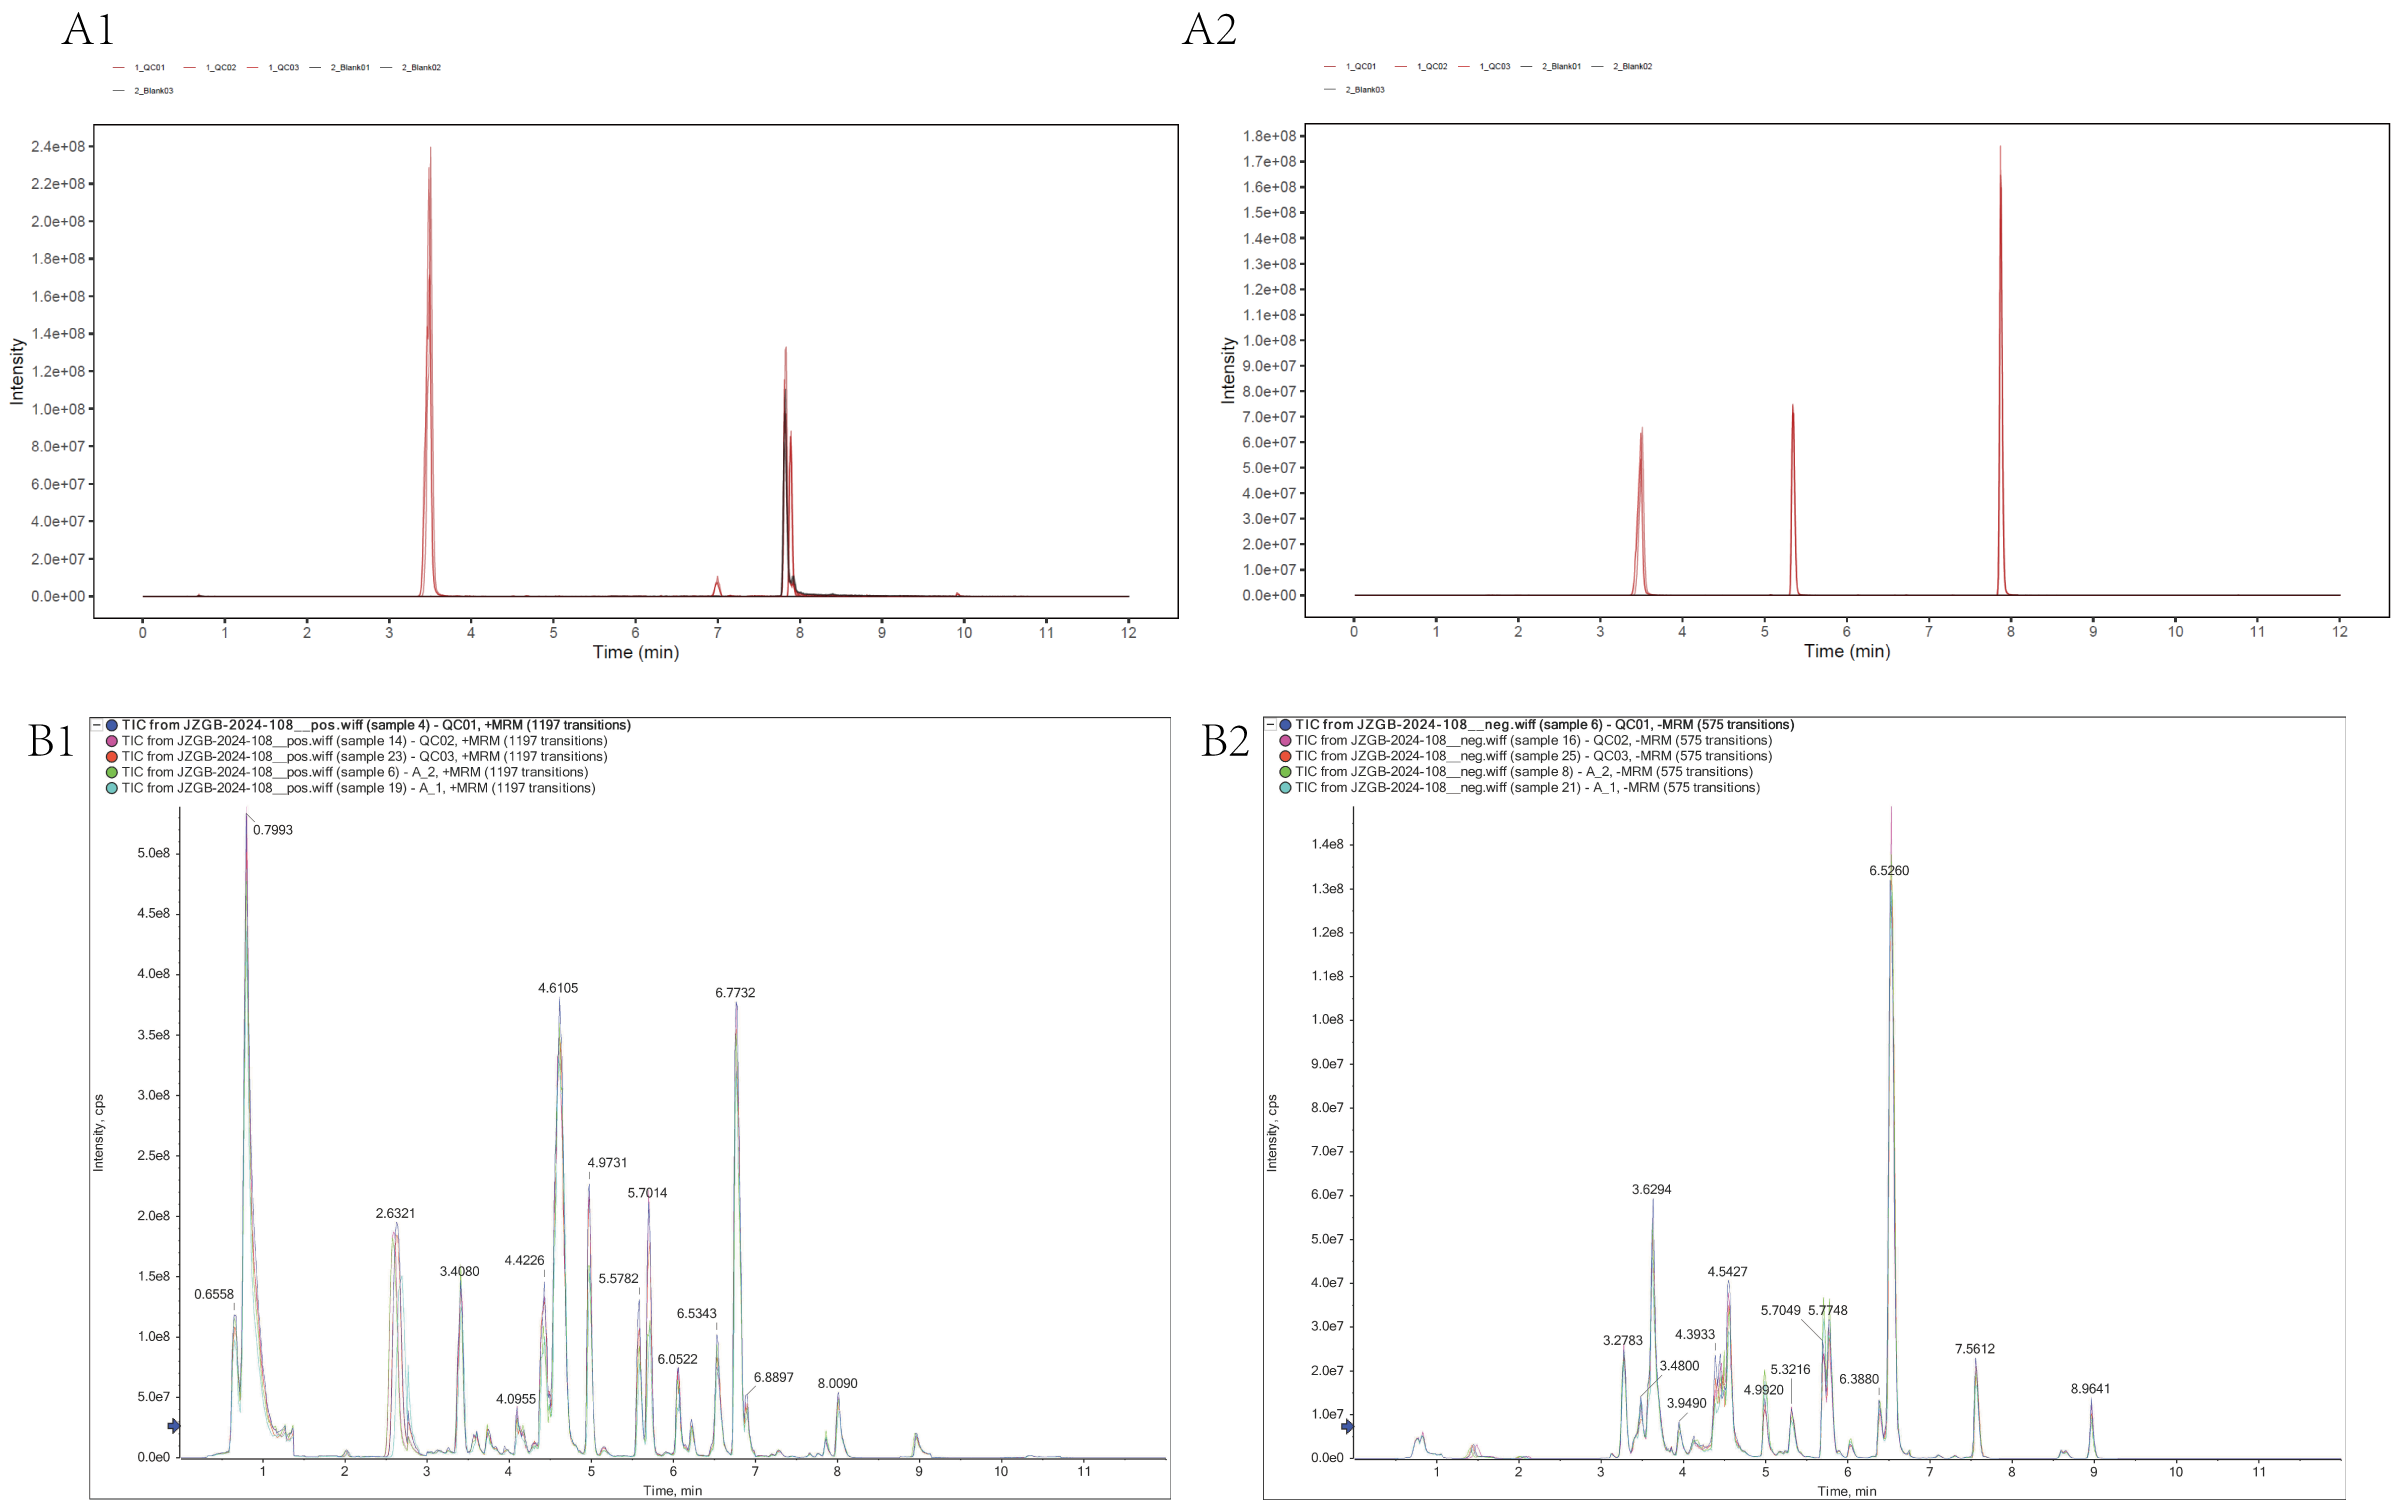 A1
1_QC01 1_QC02 1_QC03 2_Blank01 2_Blank02
2_Blank03
2.4e+08
2.2e+08
2.0e+08
1.8e+08
1.6e+08
1.4e+08
1.2e+08
1.0e+08
8.0e+07
6.0e+07
4.0e+07
2.0e+07
0.0e+00
Intensity
0 1 2 3 4 5 6 7 8 9 10 11 12
Time (min)
A2
1_QC01 1_QC02 1_QC03 2_Blank01 2_Blank02
2_Blank03
1.8e+08
1.7e+08
1.6e+08
1.5e+08
1.4e+08
1.3e+08
1.2e+08
1.1e+08
1.0e+08
9.0e+07
8.0e+07
7.0e+07
6.0e+07
5.0e+07
4.0e+07
3.0e+07
2.0e+07
1.0e+07
0.0e+00
Intensity
0 1 2 3 4 5 6 7 8 9 10 11 12
Time (min)
B1
TIC from JZGB-2024-108__pos.wiff (sample 4) - QC01, +MRM (1197 transitions)
TIC from JZGB-2024-108__pos.wiff (sample 14) - QC02, +MRM (1197 transitions)
TIC from JZGB-2024-108__pos.wiff (sample 23) - QC03, +MRM (1197 transitions)
TIC from JZGB-2024-108__pos.wiff (sample 6) - A_2, +MRM (1197 transitions)
TIC from JZGB-2024-108__pos.wiff (sample 19) - A_1, +MRM (1197 transitions)
5.0e8
4.5e8
4.0e8
3.5e8
3.0e8
2.5e8
2.0e8
1.5e8
1.0e8
5.0e7
0.0e0
Intensity, cps
0.6558
0.7993
2.6321
3.4080
4.0955
4.4226
4.6105
4.9731
5.5782
5.7014
6.0522
6.5343
6.7732
6.8897
8.0090
1 2 3 4 5 6 7 8 9 10 11
Time, min
B2
TIC from JZGB-2024-108__neg.wiff (sample 6) - QC01, -MRM (575 transitions)
TIC from JZGB-2024-108__neg.wiff (sample 16) - QC02, -MRM (575 transitions)
TIC from JZGB-2024-108__neg.wiff (sample 25) - QC03, -MRM (575 transitions)
TIC from JZGB-2024-108__neg.wiff (sample 8) - A_2, -MRM (575 transitions)
TIC from JZGB-2024-108__neg.wiff (sample 21) - A_1, -MRM (575 transitions)
1.4e8
1.3e8
1.2e8
1.1e8
1.0e8
9.0e7
8.0e7
7.0e7
6.0e7
5.0e7
4.0e7
3.0e7
2.0e7
1.0e7
0.0e0
Intensity, cps
3.2783
3.4800
3.6294
3.9490
4.3933
4.5427
4.9920
5.3216
5.7049
5.7748
6.3880
6.5260
7.5612
8.9641
1 2 3 4 5 6 7 8 9 10 11
Time, min